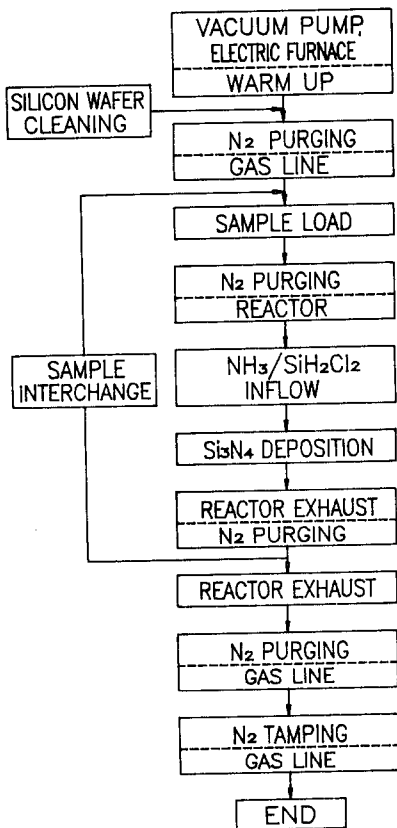 VACUUM PUMP,
ELECTRIC FURNACE
WARM UP
SILICON WAFER
CLEANING
N2 PURGING
GAS LINE
SAMPLE LOAD
N2 PURGING
REACTOR
SAMPLE
INTERCHANGE
NH3/SiH2Cl2
INFLOW
Si3N4 DEPOSITION
REACTOR EXHAUST
N2 PURGING
REACTOR EXHAUST
N2 PURGING
GAS LINE
N2 TAMPING
GAS LINE
END